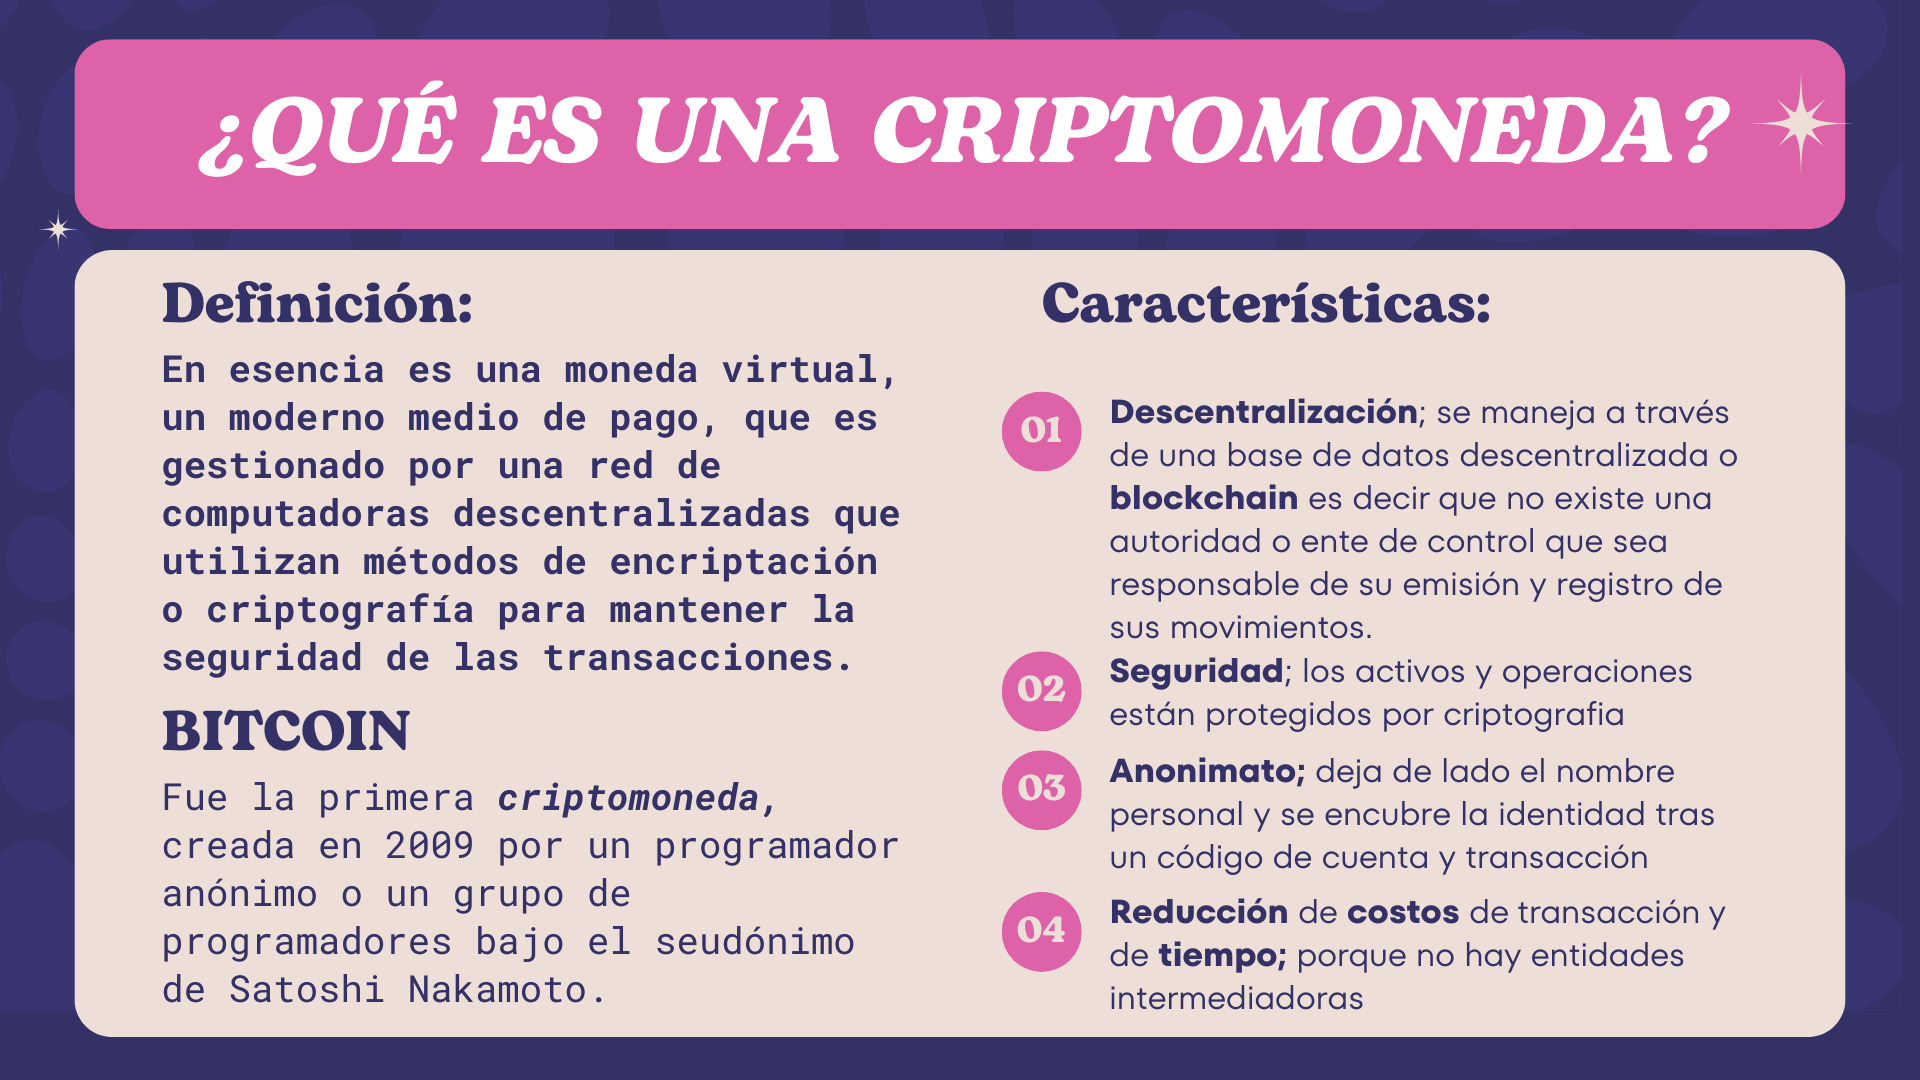 ¿QUÉ ES UNA CRIPTOMONEDA?
Definición:
En esencia es una moneda virtual,
un moderno medio de pago, que es
gestionado por una red de
computadoras descentralizadas que
utilizan métodos de encriptación
o criptografía para mantener la
seguridad de las transacciones.
BITCOIN
Fue la primera criptomoneda,
creada en 2009 por un programador
anónimo o un grupo de
programadores bajo el seudónimo
de Satoshi Nakamoto.
Características:
01
Descentralización; se maneja a través
de una base de datos descentralizada o
blockchain es decir que no existe una
autoridad o ente de control que sea
responsable de su emisión y registro de
sus movimientos.
02
Seguridad; los activos y operaciones
están protegidos por criptografia
03
Anonimato; deja de lado el nombre
personal y se encubre la identidad tras
un código de cuenta y transacción
04
Reducción de costos de transacción y
de tiempo; porque no hay entidades
intermediadoras